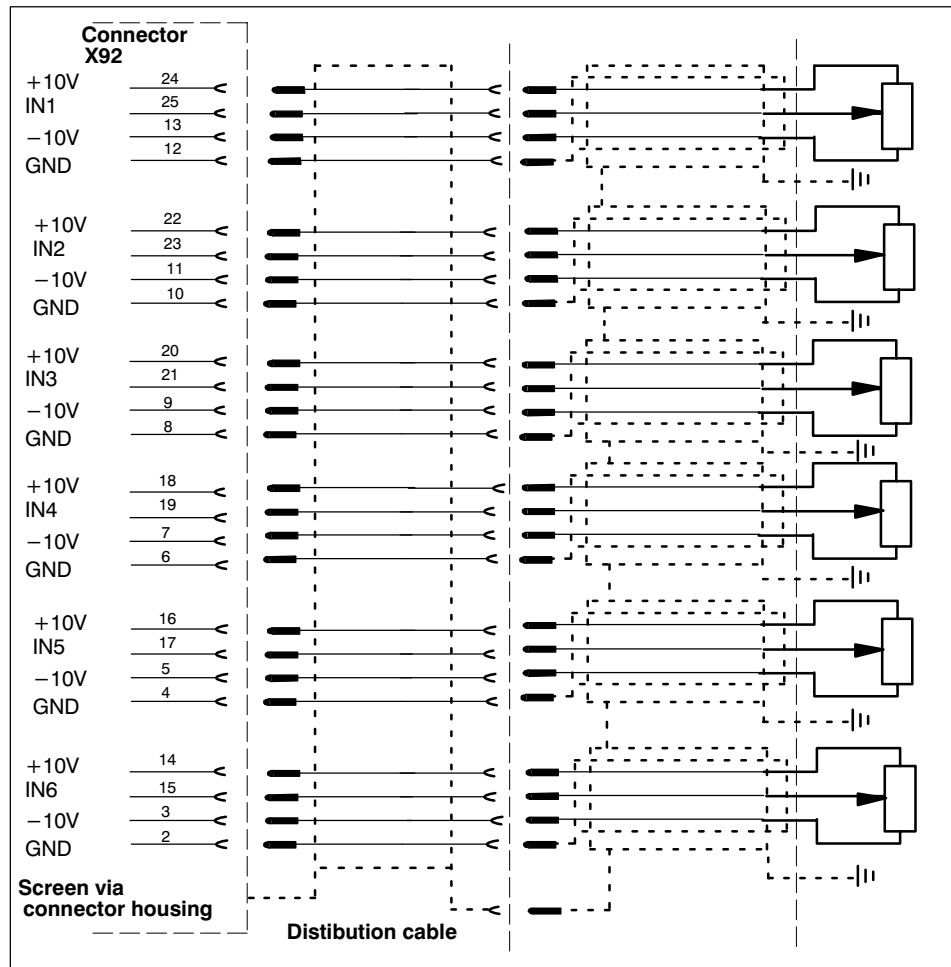 Connector
X92
+10V 24
IN1 25
−10V 13
GND 12
+10V 22
IN2 23
−10V 11
GND 10
+10V 20
IN3 21
−10V 9
GND 8
+10V 18
IN4 19
−10V 7
GND 6
+10V 16
IN5 17
−10V 5
GND 4
+10V 14
IN6 15
−10V 3
GND 2
Screen via
connector housing
Distibution cable